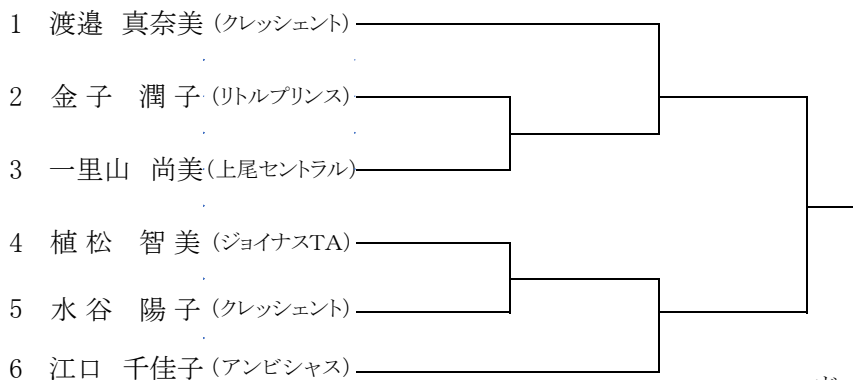 1 渡邉 真奈美 (クレッシェント)
2 金子 潤子 (リトルプリンス)
3 一里山 尚美 (上尾セントラル)
4 植松 智美 (ジョイナスTA)
5 水谷 陽子 (クレッシェント)
6 江口 千佳子 (アンビシャス)